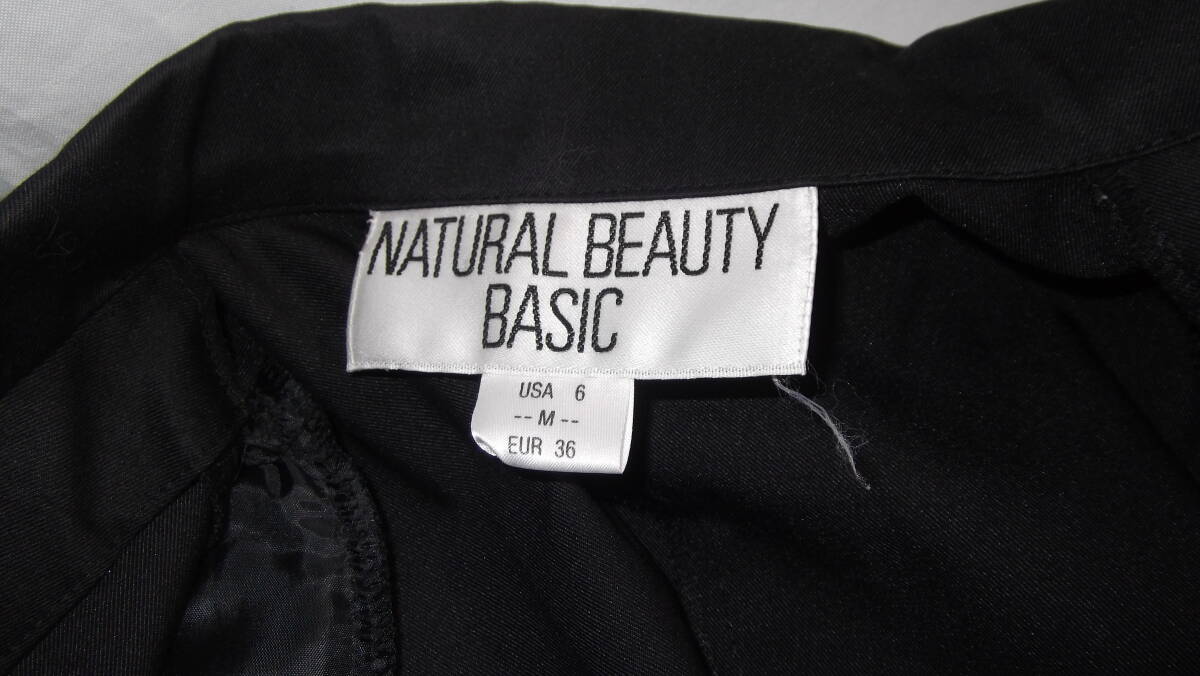 NATURAL BEAUTY
BASIC
USA 6
-- M --
EUR 36